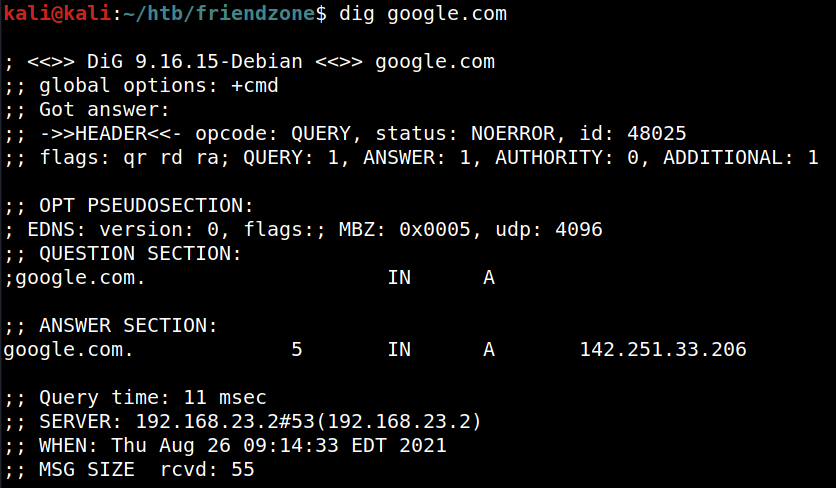 kali@kali:~/htb/friendzone$ dig google.com

; <<>> DiG 9.16.15-Debian <<>> google.com
;; global options: +cmd
;; Got answer:
;; ->>HEADER<<- opcode: QUERY, status: NOERROR, id: 48025
;; flags: qr rd ra; QUERY: 1, ANSWER: 1, AUTHORITY: 0, ADDITIONAL: 1

;; OPT PSEUDOSECTION:
; EDNS: version: 0, flags:; MBZ: 0x0005, udp: 4096
;; QUESTION SECTION:
;google.com.                    IN      A

;; ANSWER SECTION:
google.com.             5       IN      A       142.251.33.206

;; Query time: 11 msec
;; SERVER: 192.168.23.2#53(192.168.23.2)
;; WHEN: Thu Aug 26 09:14:33 EDT 2021
;; MSG SIZE  rcvd: 55